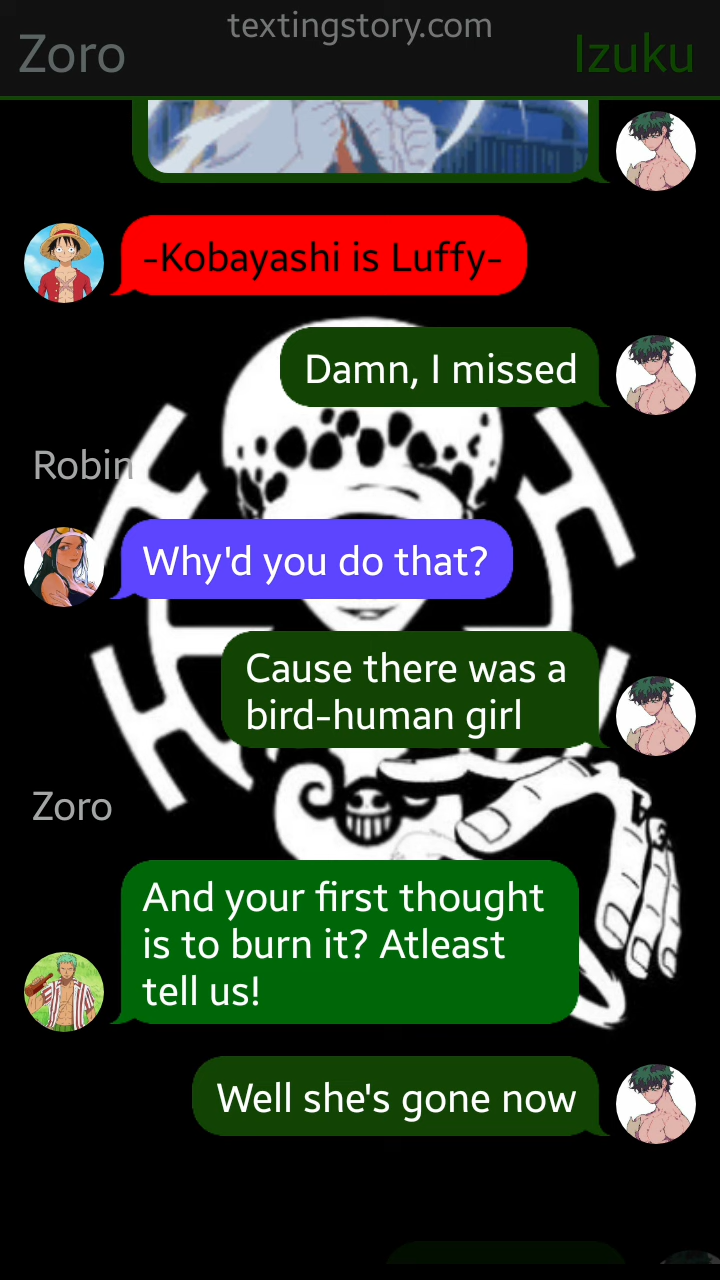 textingstory.com
Zoro
Izuku
-Kobayashi is Luffy-
Damn, I missed
Robin
Why'd you do that?
Cause there was a
bird-human girl
Zoro
And your first thought
is to burn it? Atleast
tell us!
Well she's gone now